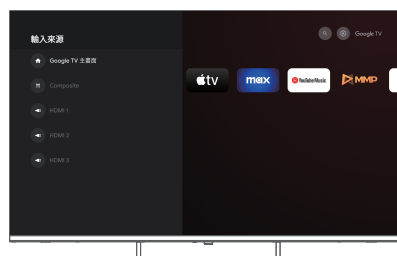 輸入來源
Google TV
Google TV 主畫面
Composite
HDMI 1
HDMI 2
HDMI 3
tv
max
YouTube Music
MMP